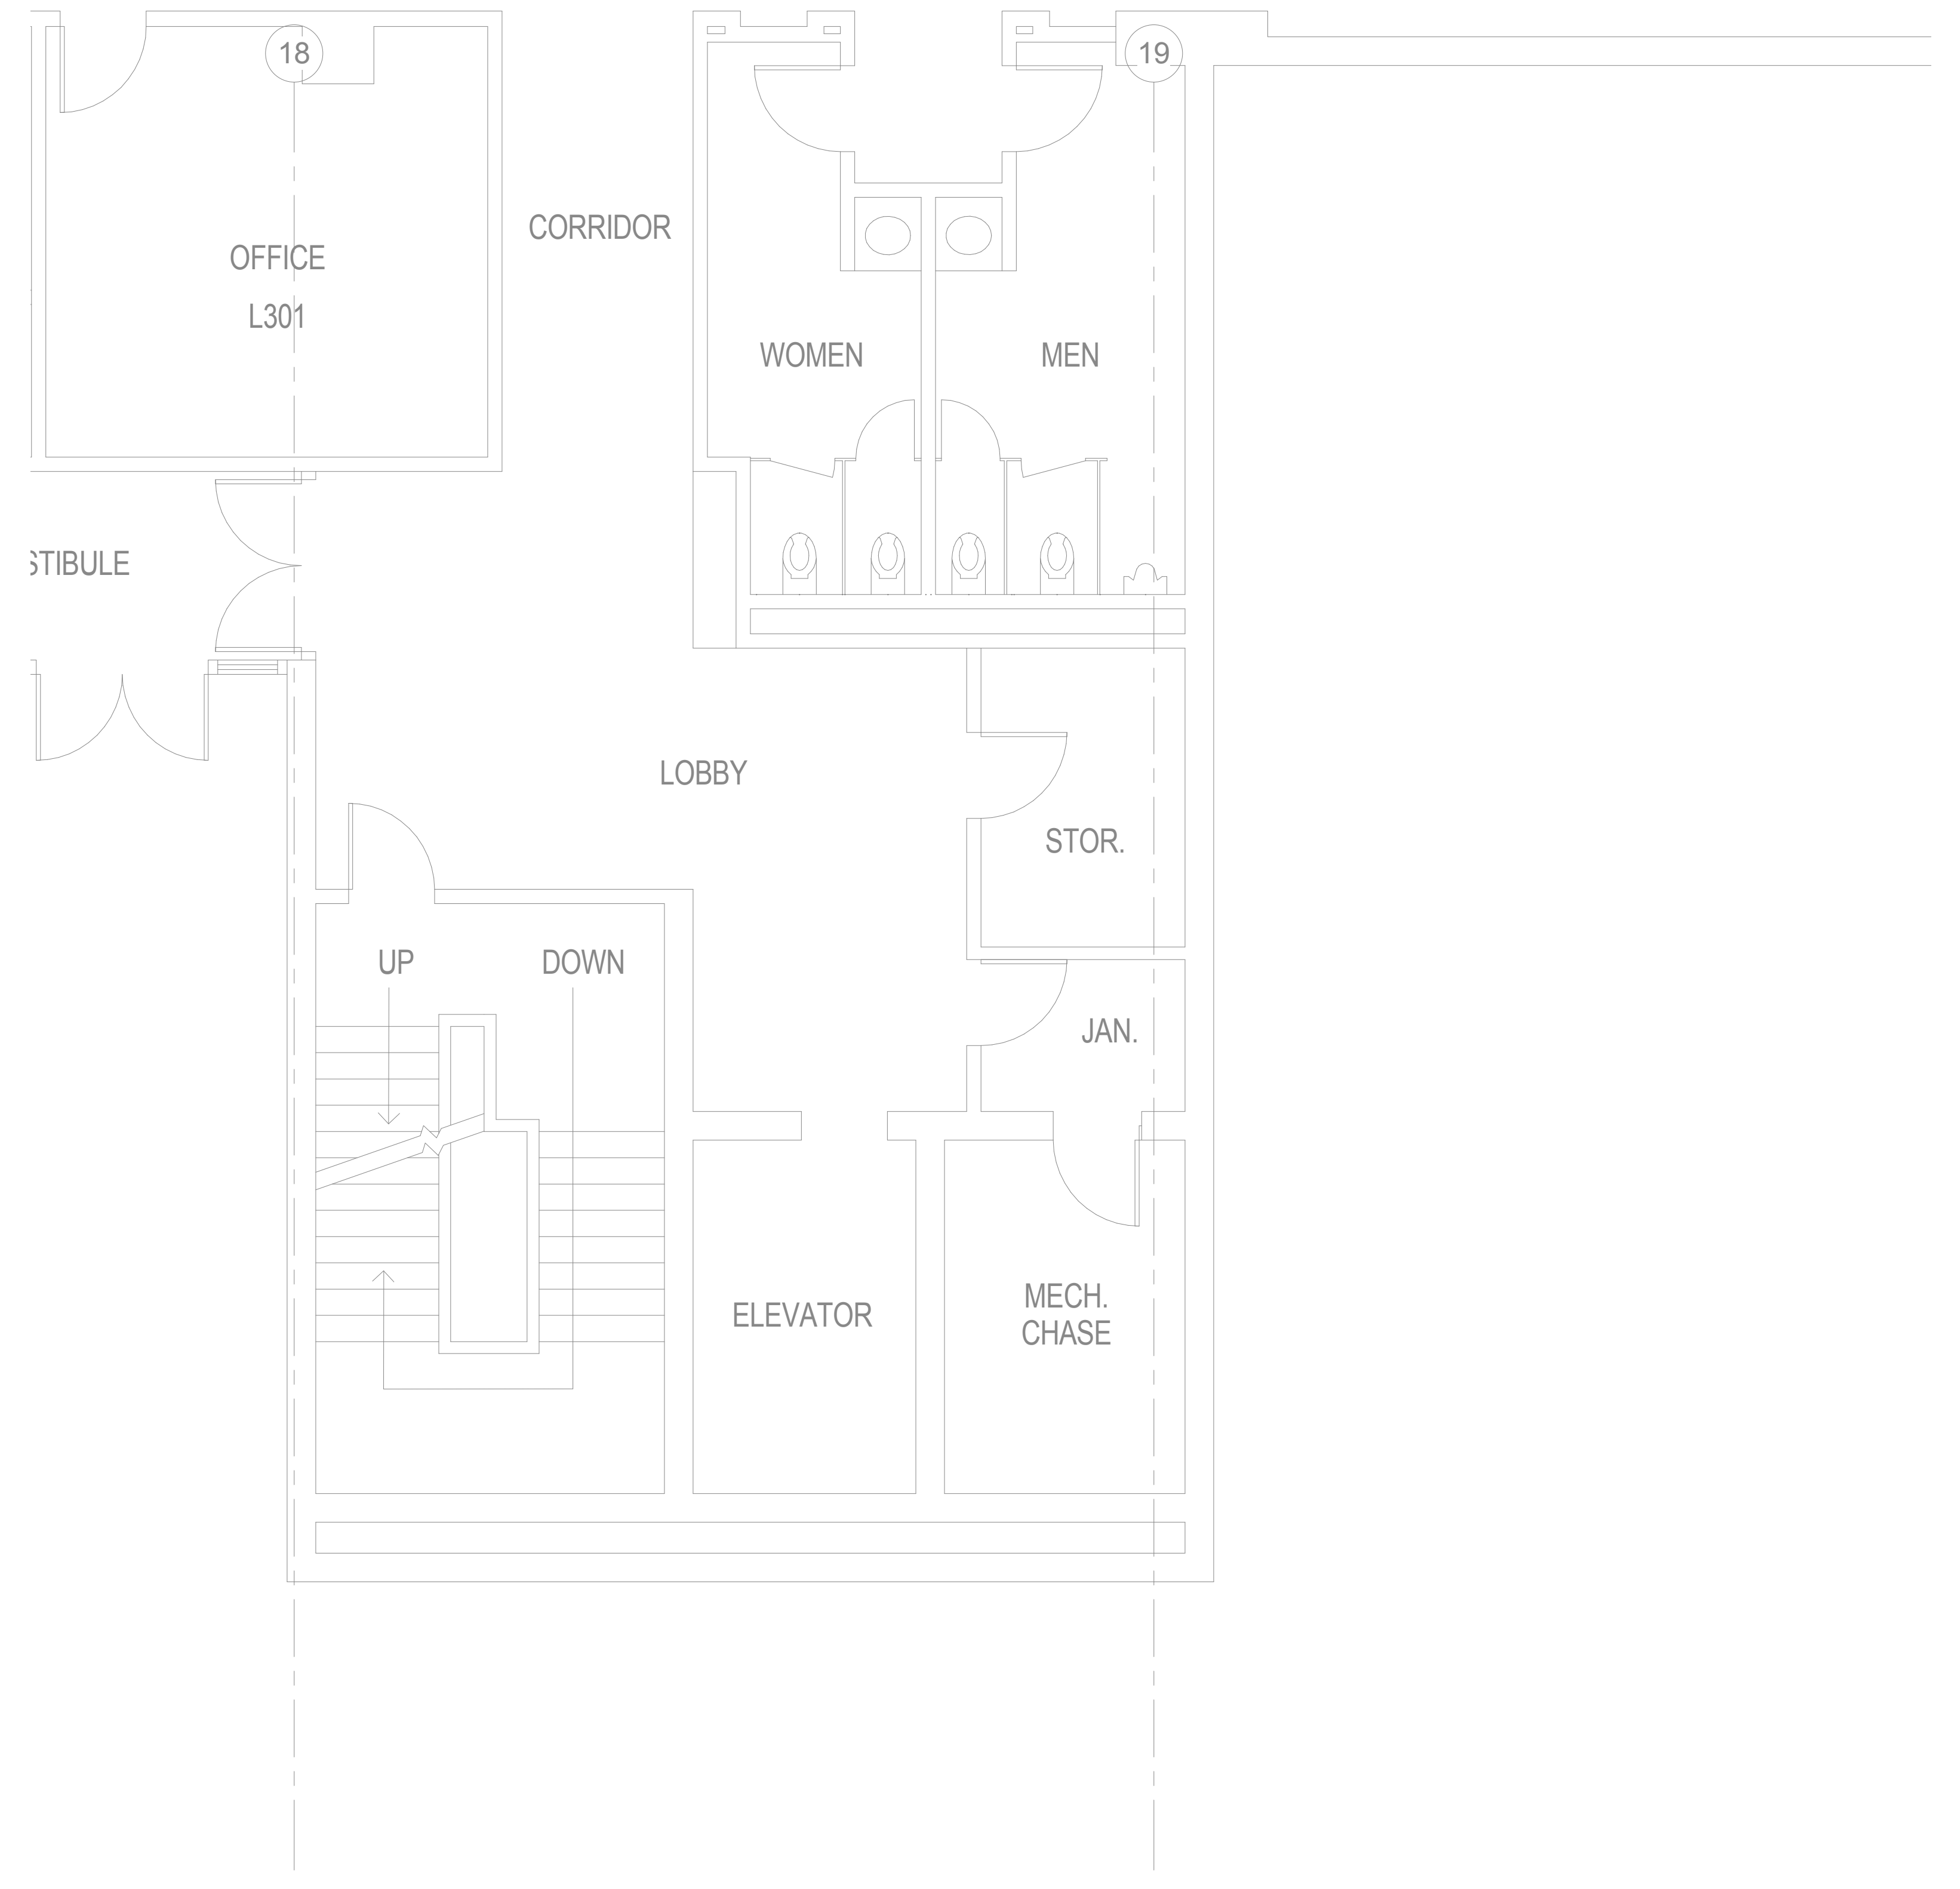 18
19
CORRIDOR
OFFICE
L301
WOMEN
MEN
STIBULE
LOBBY
STOR.
UP
DOWN
JAN.
ELEVATOR
MECH.
CHASE